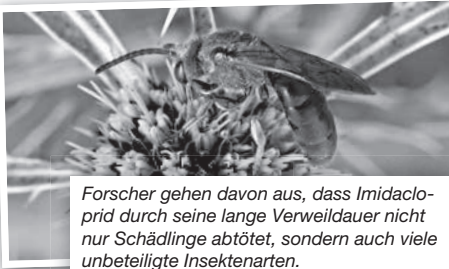 Forscher gehen davon aus, dass Imidaclo-
prid durch seine lange Verweildauer nicht
nur Schädlinge abtötet, sondern auch viele
unbeteiligte Insektenarten.